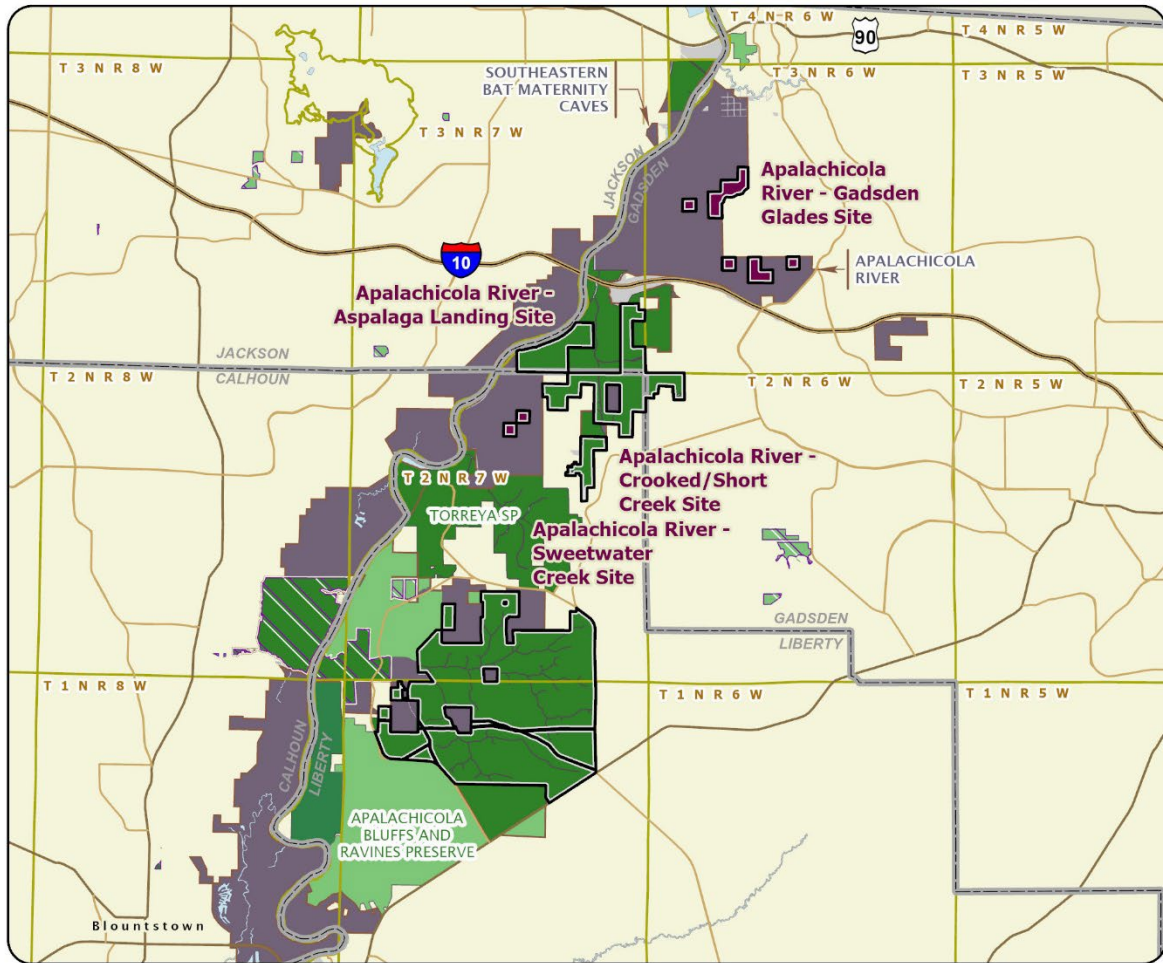 T 4 N R 6 W
T 4 N R 5 W
90
T 3 N R 8 W
T 3 N R 6 W
T 3 N R 5 W
SOUTHEASTERN
BAT MATERNITY
CAVES
T 3 N R 7 W
JACKSON
GADSDEN
Apalachicola
River - Gadsden
Glades Site
10
APALACHICOLA
RIVER
Apalachicola River -
Aspalaga Landing Site
JACKSON
CALHOUN
T 2 N R 8 W
T 2 N R 6 W
T 2 N R 5 W
Apalachicola River -
Crooked/Short
Creek Site
T 2 N R 7 W
TORREYA SP
Apalachicola River -
Sweetwater
Creek Site
GADSDEN
LIBERTY
T 1 N R 8 W
T 1 N R 6 W
T 1 N R 5 W
CALHOUN
LIBERTY
APALACHICOLA
BLUFFS AND
RAVINES PRESERVE
Blountstown